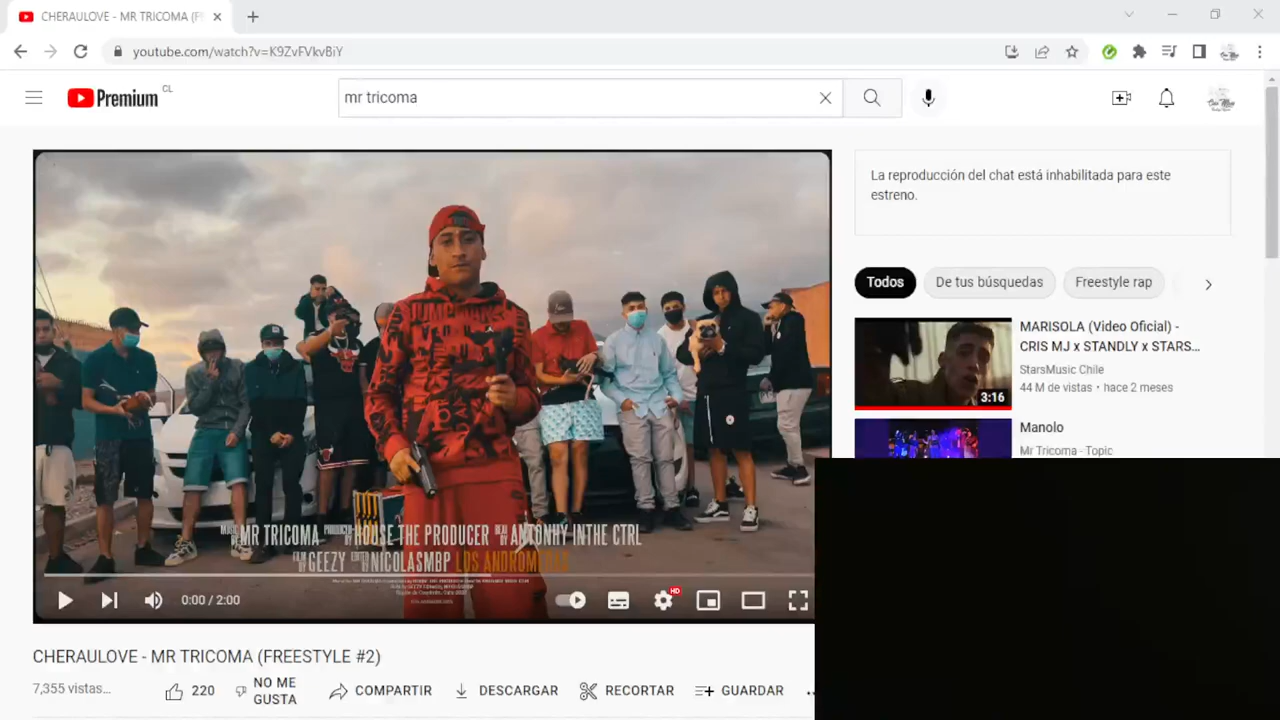 CHERAULOVE - MR TRICOMA (F
youtube.com/watch?v=K9ZvFVkvBiY
Premium CL
mr tricoma
La reproducción del chat está inhabilitada para este
estreno.
Todos
De tus búsquedas
Freestyle rap
MARISOLA (Video Oficial) -
CRIS MJ x STANDLY x STARS...
StarsMusic Chile
44 M de vistas • hace 2 meses
3:16
Manolo
Mr Tricoma - Topic
MR TRICOMA HOUSE THE PRODUCER ANTONHY INTHE CTRL
GEEZY NICOLASMBP LOS
0:00 / 2:00
HD
CHERAULOVE - MR TRICOMA (FREESTYLE #2)
7,355 vistas...
220
NO ME
GUSTA
COMPARTIR
DESCARGAR
RECORTAR
GUARDAR